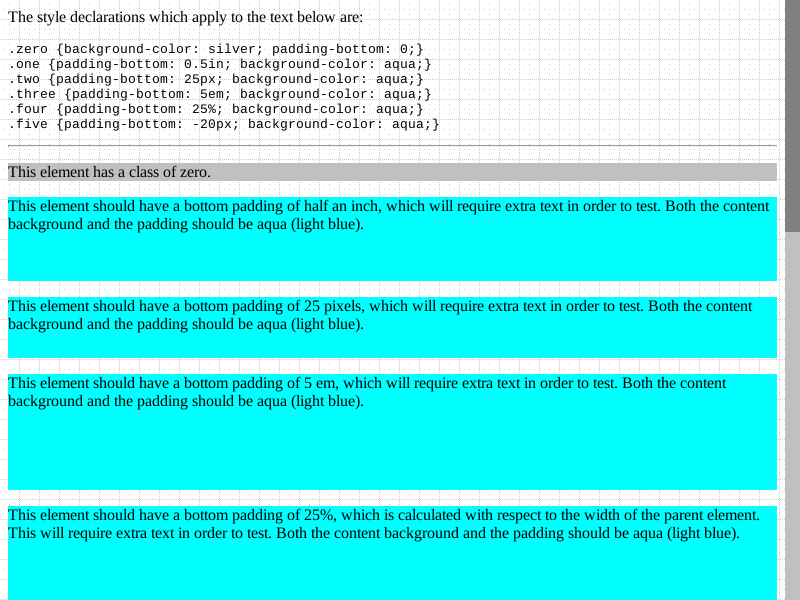 The style declarations which apply to the text below are:
.zero {background-color: silver; padding-bottom: 0;}
.one {padding-bottom: 0.5in; background-color: aqua;}
.two {padding-bottom: 25px; background-color: aqua;}
.three {padding-bottom: 5em; background-color: aqua;}
.four {padding-bottom: 25%; background-color: aqua;}
.five {padding-bottom: -20px; background-color: aqua;}
This element has a class of zero.
This element should have a bottom padding of half an inch, which will require extra text in order to test. Both the content
background and the padding should be aqua (light blue).
This element should have a bottom padding of 25 pixels, which will require extra text in order to test. Both the content
background and the padding should be aqua (light blue).
This element should have a bottom padding of 5 em, which will require extra text in order to test. Both the content
background and the padding should be aqua (light blue).
This element should have a bottom padding of 25%, which is calculated with respect to the width of the parent element.
This will require extra text in order to test. Both the content background and the padding should be aqua (light blue).